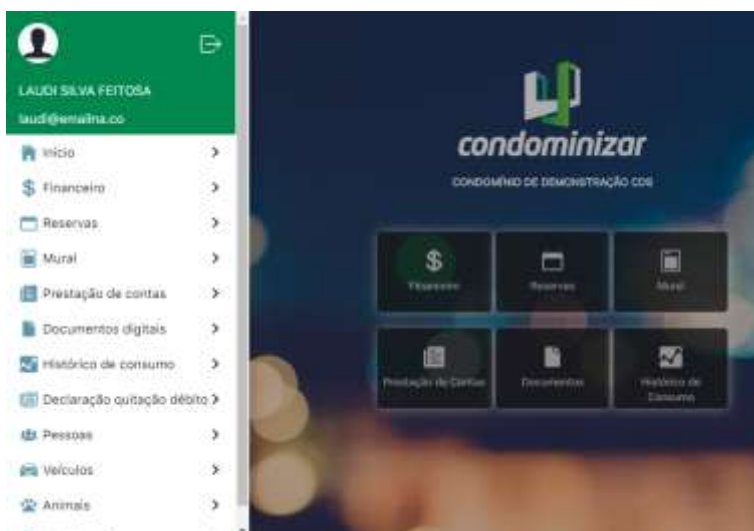 LAUDI SILVA FEITOSA
laudi@emailna.co
Início
Financeiro
Reservas
Mural
Prestação de contas
Documentos digitais
Histórico de consumo
Declaração quitação débito
Pessoas
Veículos
Animais
condominizar
CONDOMÍNIO DE DEMONSTRAÇÃO CDS
Financeiro
Reservas
Mural
Prestação de Contas
Documentos
Histórico de
Consumo